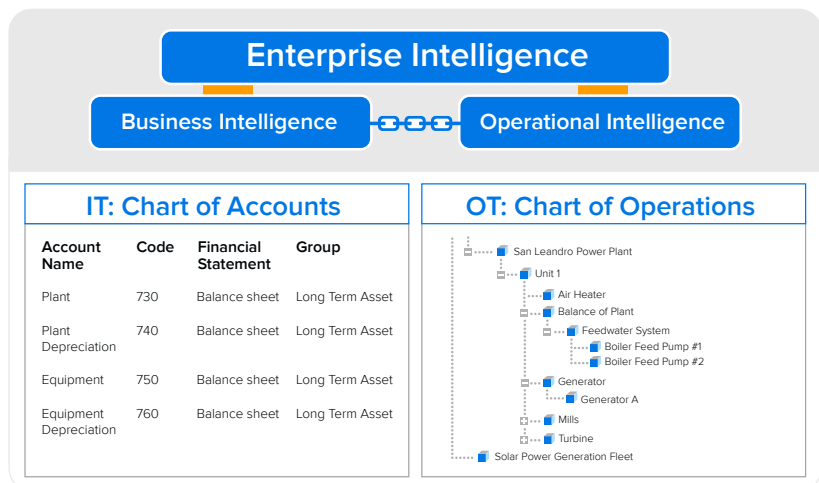 Enterprise Intelligence
Business Intelligence
Operational Intelligence
IT: Chart of Accounts
Account Name Code Financial Statement Group
Plant 730 Balance sheet Long Term Asset
Plant Depreciation 740 Balance sheet Long Term Asset
Equipment 750 Balance sheet Long Term Asset
Equipment Depreciation 760 Balance sheet Long Term Asset
OT: Chart of Operations
San Leandro Power Plant
Unit 1
Air Heater
Balance of Plant
Feedwater System
Boiler Feed Pump #1
Boiler Feed Pump #2
Generator
Generator A
Mills
Turbine
Solar Power Generation Fleet